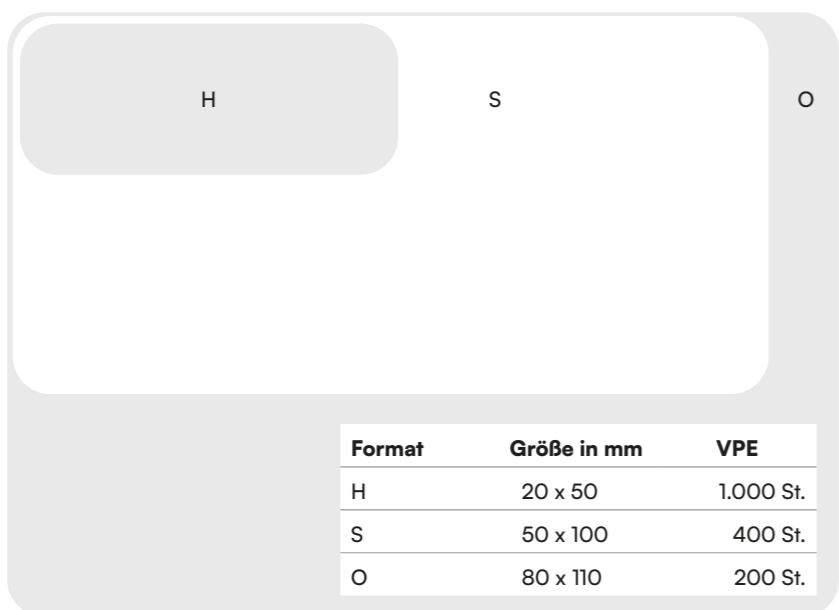 H S O
Format Größe in mm VPE
H 20 x 50 1.000 St.
S 50 x 100 400 St.
O 80 x 110 200 St.